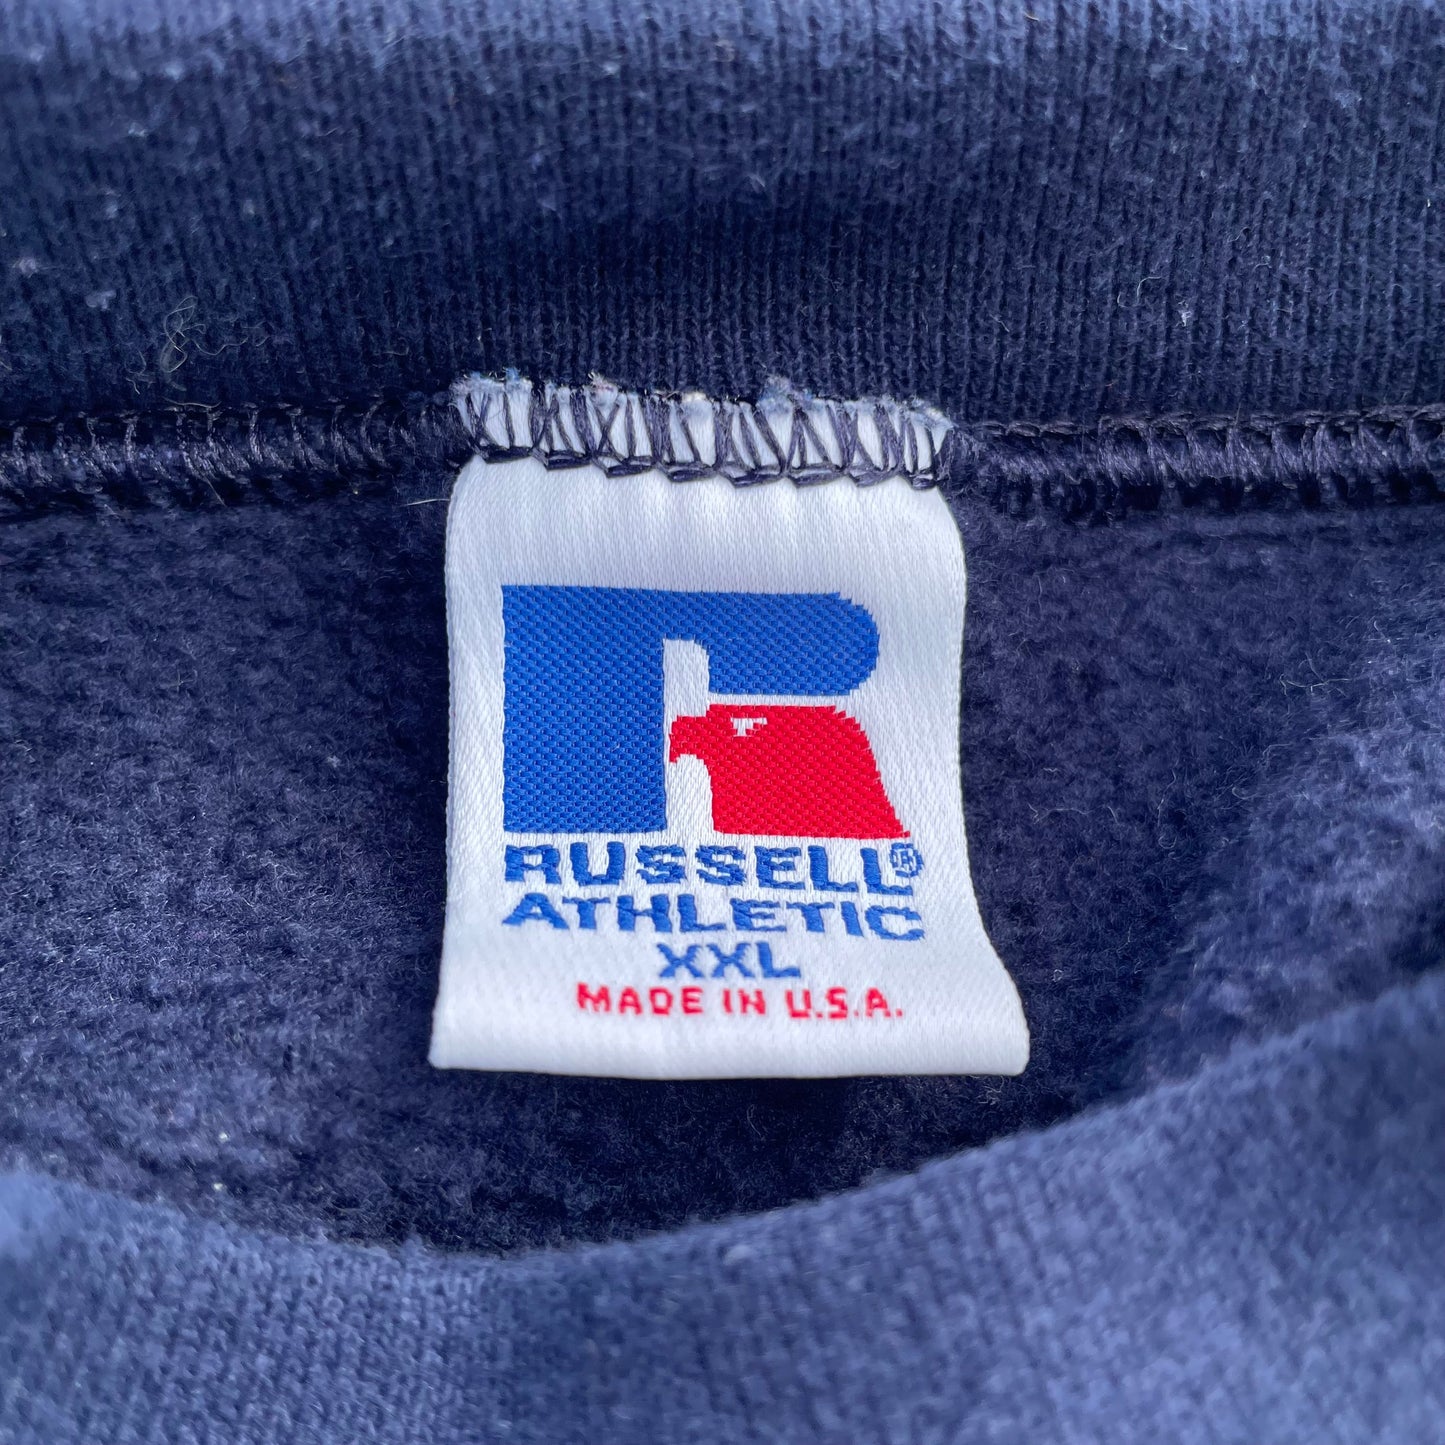 RUSSELL®
ATHLETIC
XXL
MADE IN U.S.A.